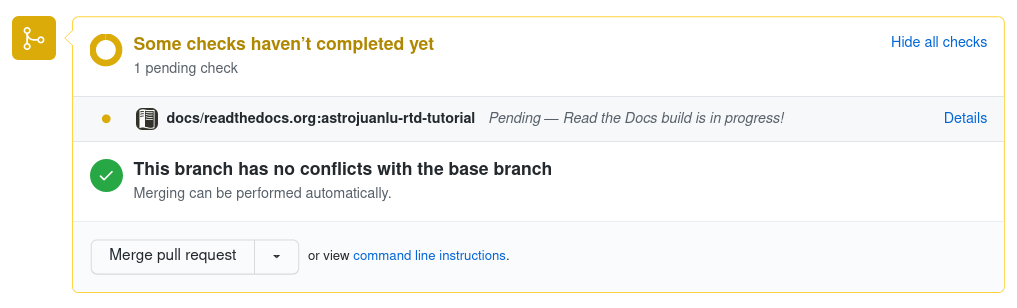 Some checks haven’t completed yet
Hide all checks
1 pending check
docs/readthedocs.org:astrojuanlu-rtd-tutorial Pending — Read the Docs build is in progress!
Details
This branch has no conflicts with the base branch
Merging can be performed automatically.
Merge pull request
or view command line instructions.